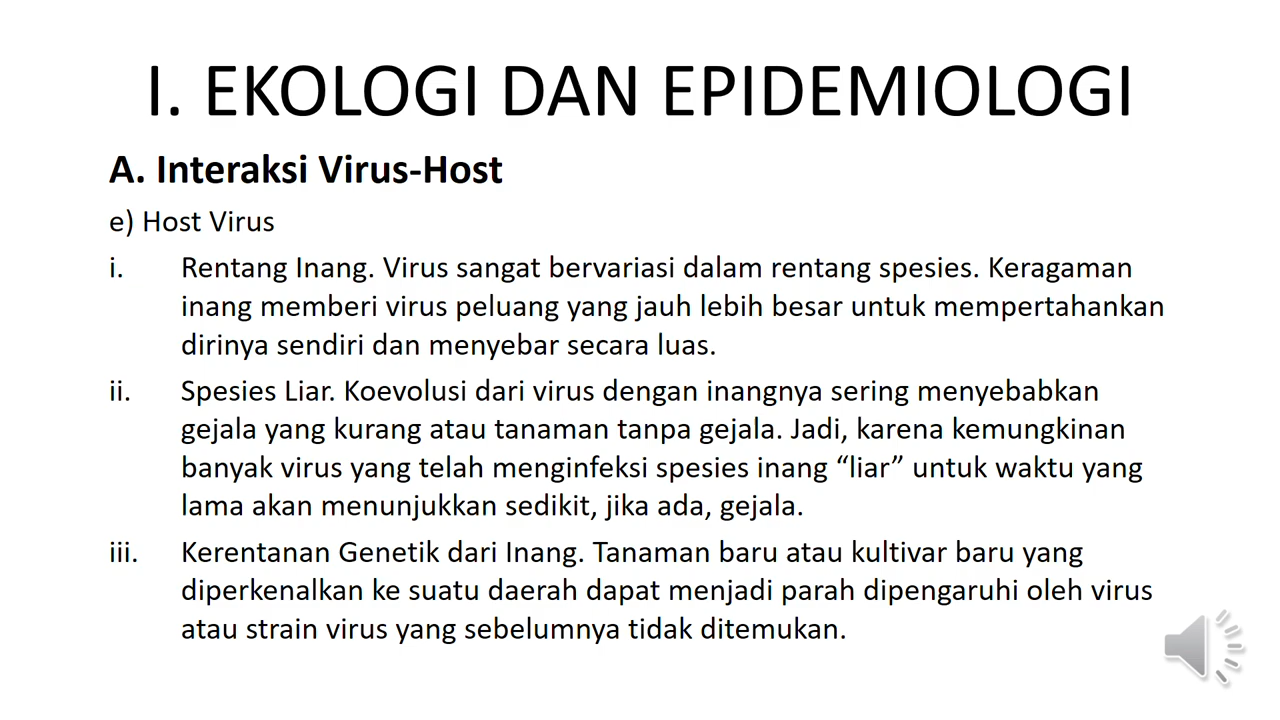 I. EKOLOGI DAN EPIDEMIOLOGI
A. Interaksi Virus-Host
e) Host Virus
i. Rentang Inang. Virus sangat bervariasi dalam rentang spesies. Keragaman
inang memberi virus peluang yang jauh lebih besar untuk mempertahankan
dirinya sendiri dan menyebar secara luas.
ii. Spesies Liar. Koevolusi dari virus dengan inangnya sering menyebabkan
gejala yang kurang atau tanaman tanpa gejala. Jadi, karena kemungkinan
banyak virus yang telah menginfeksi spesies inang “liar” untuk waktu yang
lama akan menunjukkan sedikit, jika ada, gejala.
iii. Kerentanan Genetik dari Inang. Tanaman baru atau kultivar baru yang
diperkenalkan ke suatu daerah dapat menjadi parah dipengaruhi oleh virus
atau strain virus yang sebelumnya tidak ditemukan.